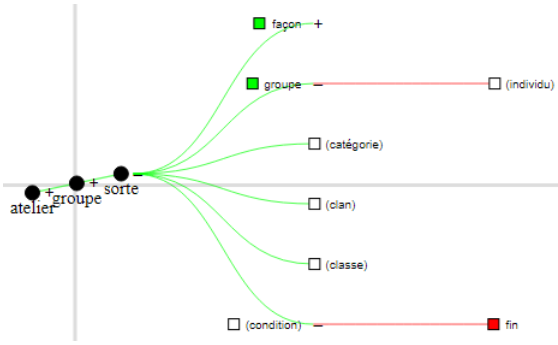 façon +
groupe – (individu)
(catégorie)
atelier + groupe + sorte –
(clan)
(classe)
(condition) – fin